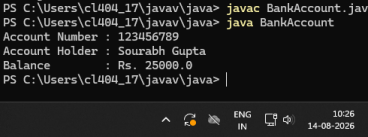 PS C:\Users\cl404_17\javav\java> javac BankAccount.jav
PS C:\Users\cl404_17\javav\java> java BankAccount
Account Number : 123456789
Account Holder : Sourabh Gupta
Balance        : Rs. 25000.0
PS C:\Users\cl404_17\javav\java>
ENG
IN
10:26
14-08-2026